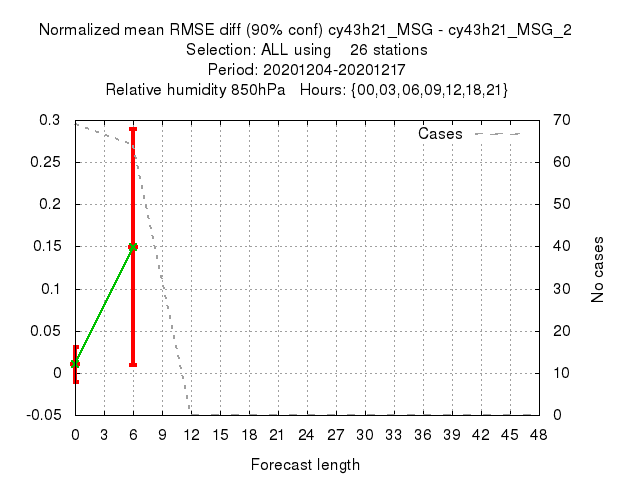 Normalized mean RMSE diff (90% conf) cy43h21_MSG - cy43h21_MSG_2
Selection: ALL using 26 stations
Period: 20201204-20201217
Relative humidity 850hPa Hours: {00,03,06,09,12,18,21}
Cases
0.3
0.25
0.2
0.15
0.1
0.05
0
-0.05
70
60
50
40
30
20
10
0
No cases
0 3 6 9 12 15 18 21 24 27 30 33 36 39 42 45 48
Forecast length